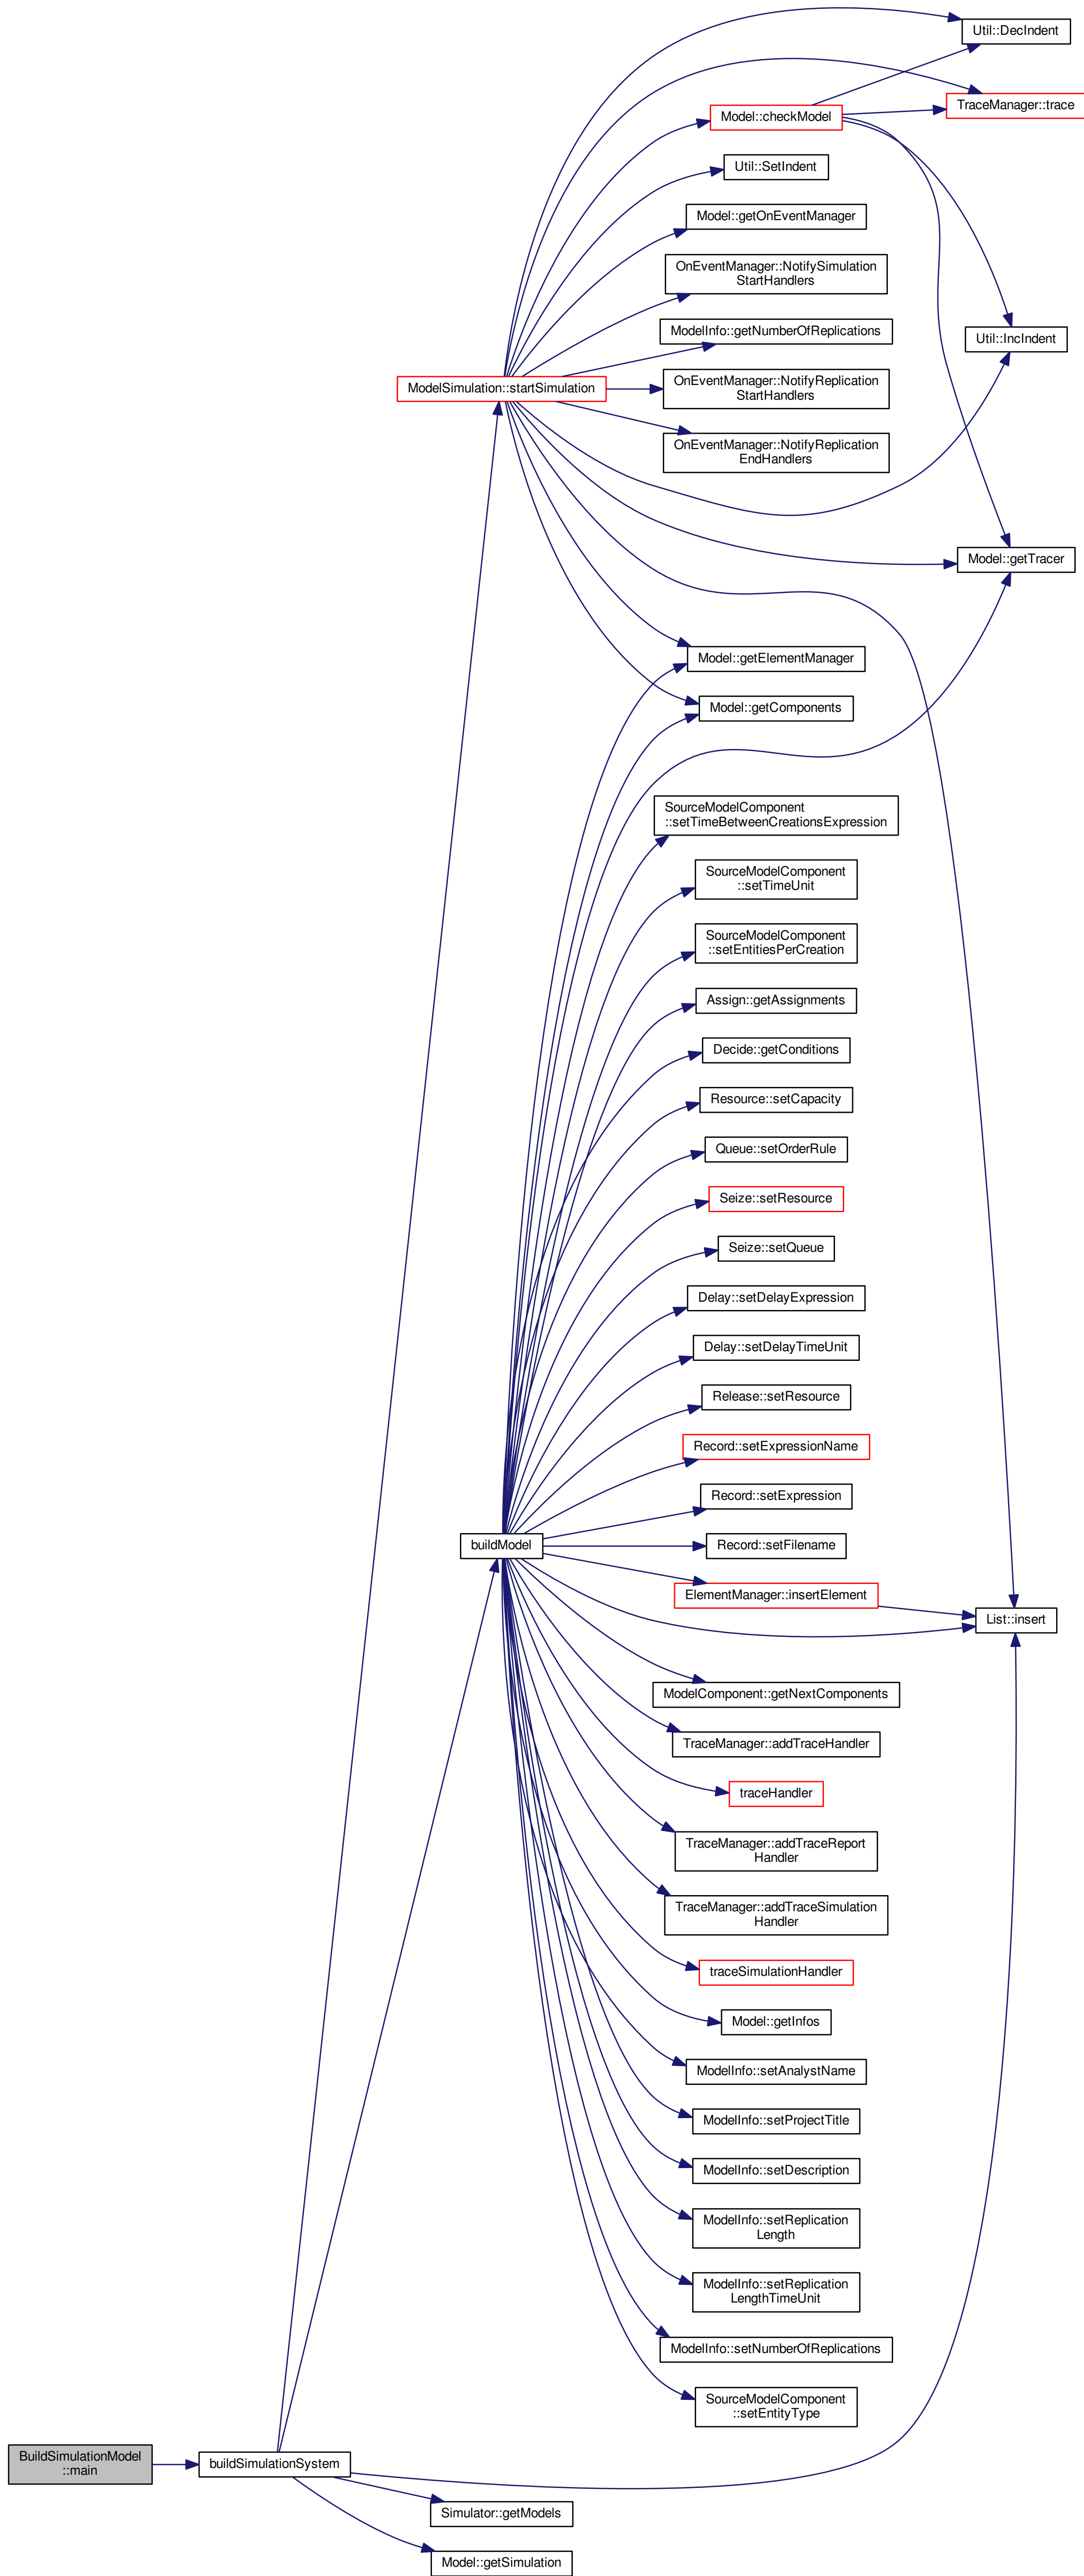 Util::DecIndent
TraceManager::trace
Model::checkModel
Util::SetIndent
Model::getOnEventManager
OnEventManager::NotifySimulation
StartHandlers
ModelInfo::getNumberOfReplications
Util::IncIndent
ModelSimulation::startSimulation
OnEventManager::NotifyReplication
StartHandlers
OnEventManager::NotifyReplication
EndHandlers
Model::getTracer
Model::getElementManager
Model::getComponents
SourceModelComponent
::setTimeBetweenCreationsExpression
SourceModelComponent
::setTimeUnit
SourceModelComponent
::setEntitiesPerCreation
Assign::getAssignments
Decide::getConditions
Resource::setCapacity
Queue::setOrderRule
Seize::setResource
Seize::setQueue
Delay::setDelayExpression
Delay::setDelayTimeUnit
Release::setResource
Record::setExpressionName
Record::setExpression
buildModel
Record::setFilename
ElementManager::insertElement
List::insert
ModelComponent::getNextComponents
TraceManager::addTraceHandler
traceHandler
TraceManager::addTraceReport
Handler
TraceManager::addTraceSimulation
Handler
traceSimulationHandler
Model::getInfos
ModelInfo::setAnalystName
ModelInfo::setProjectTitle
ModelInfo::setDescription
ModelInfo::setReplication
Length
ModelInfo::setReplication
LengthTimeUnit
ModelInfo::setNumberOfReplications
SourceModelComponent
::setEntityType
BuildSimulationModel
::main
buildSimulationSystem
Simulator::getModels
Model::getSimulation